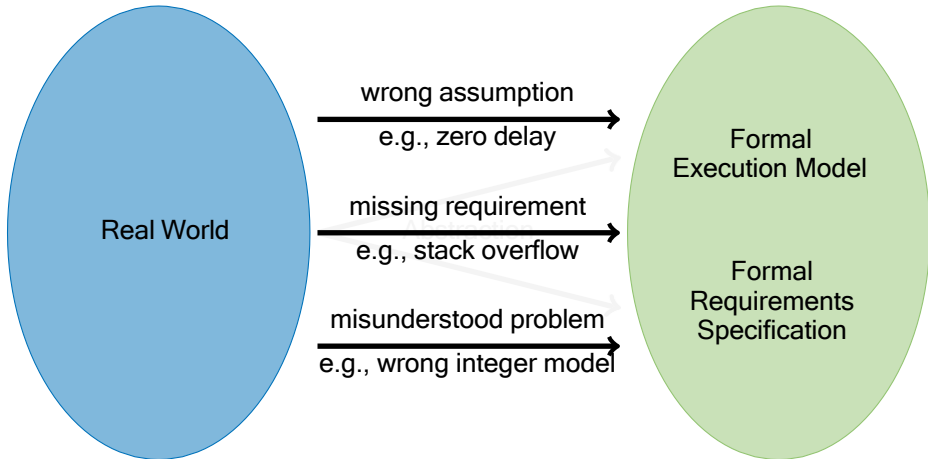 wrong assumption
e.g., zero delay
Formal
Execution Model
Real World
missing requirement
Abstraction
e.g., stack overflow
Formal
Requirements
Specification
misunderstood problem
e.g., wrong integer model